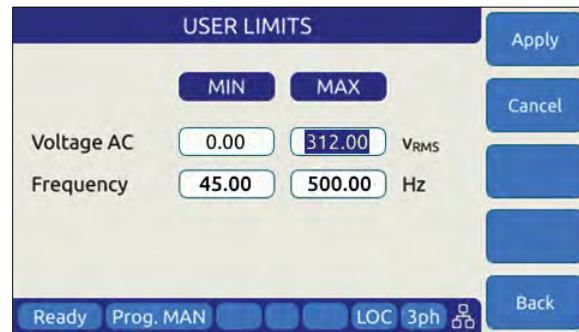 USER LIMITS
Apply
MIN MAX
Cancel
Voltage AC 0.00 312.00 VRMS
Frequency 45.00 500.00 Hz
Back
Ready Prog. MAN LOC 3ph